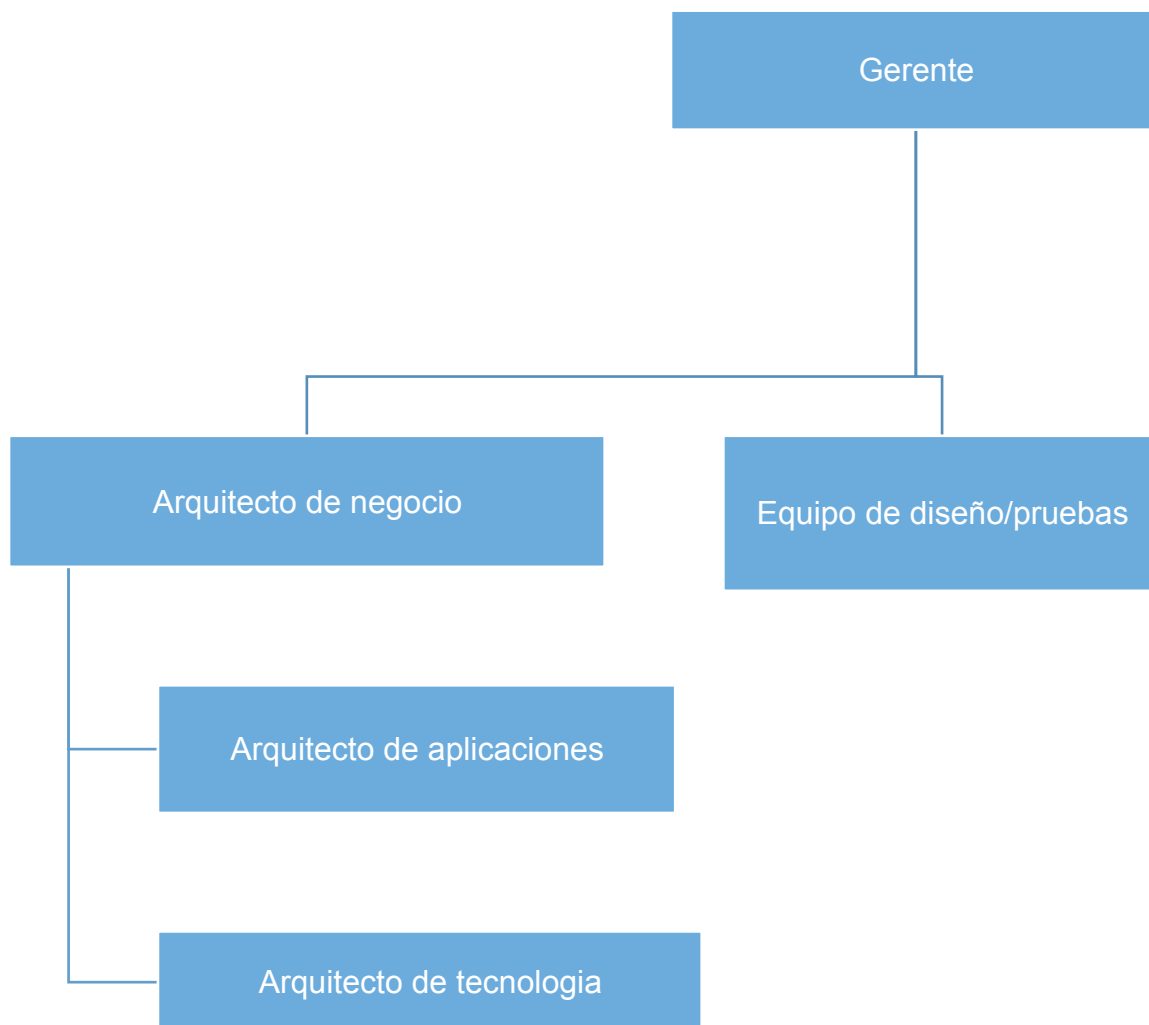 Gerente
Arquitecto de negocio
Equipo de diseño/pruebas
Arquitecto de aplicaciones
Arquitecto de tecnologia